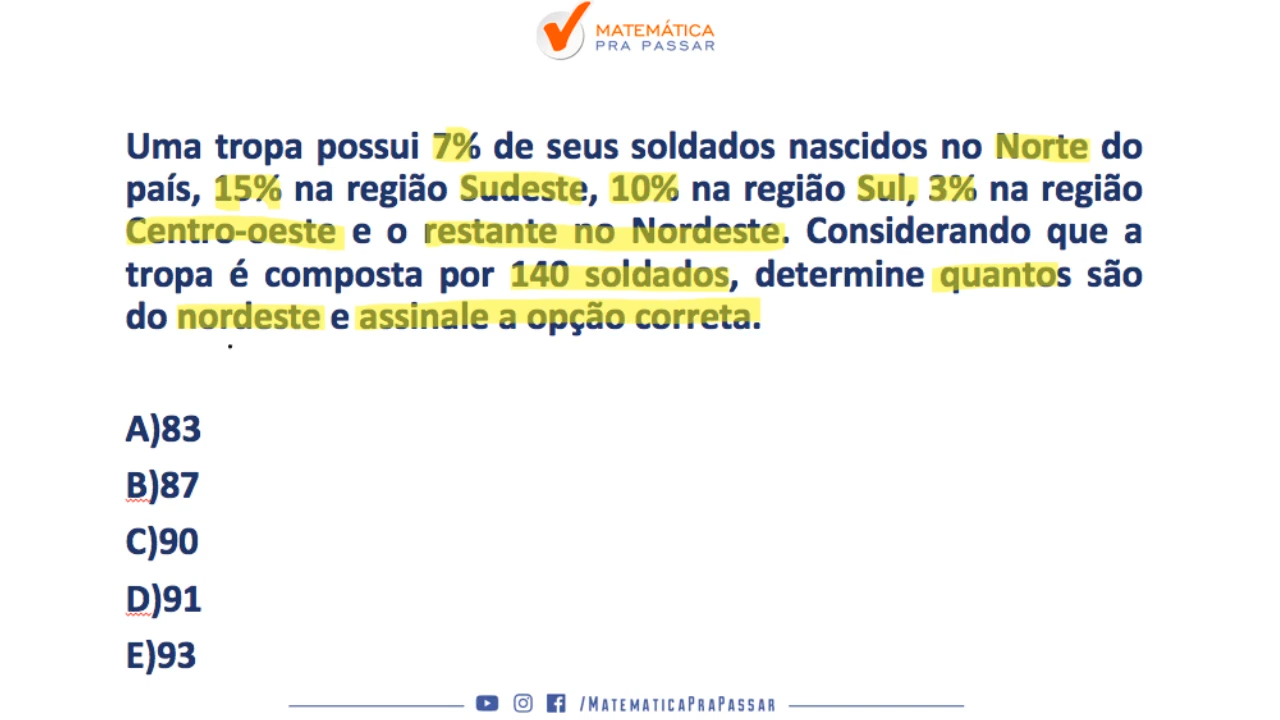 MATEMÁTICA
PRA PASSAR
Uma tropa possui 7% de seus soldados nascidos no Norte do
país, 15% na região Sudeste, 10% na região Sul, 3% na região
Centro-oeste e o restante no Nordeste. Considerando que a
tropa é composta por 140 soldados, determine quantos são
do nordeste e assinale a opção correta.
A)83
B)87
C)90
D)91
E)93
/MATEMATICAPRAPASSAR